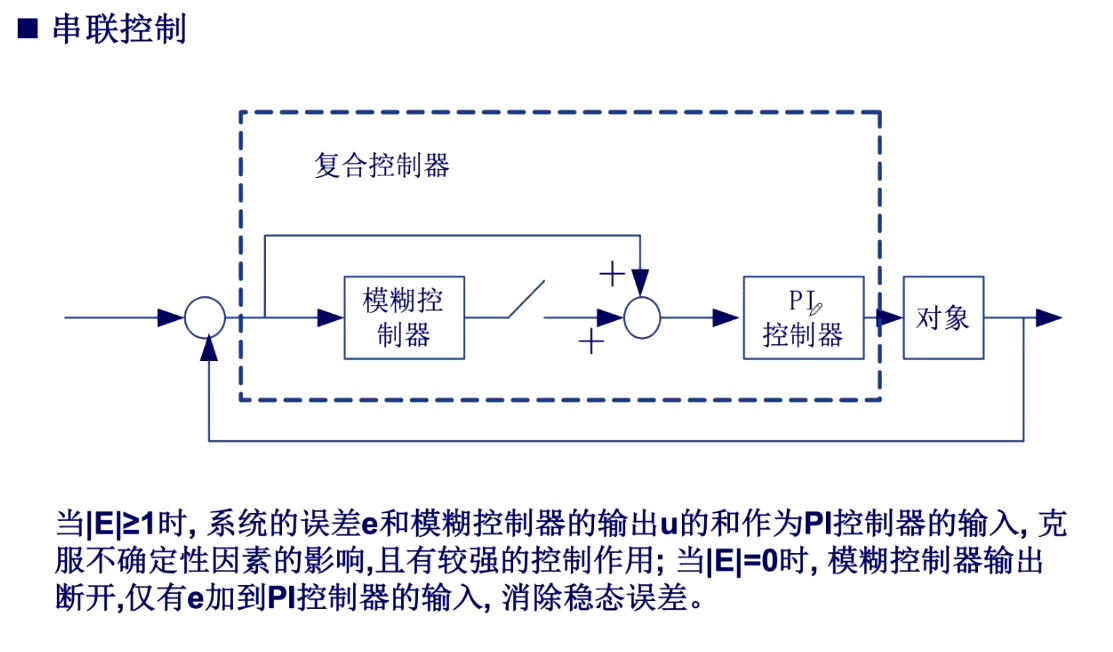 ■ 串联控制
复合控制器
+
模糊控
制器
+
PI
控制器
对象
当|E|≥1时, 系统的误差e和模糊控制器的输出u的和作为PI控制器的输入, 克
服不确定性因素的影响,且有较强的控制作用; 当|E|=0时, 模糊控制器输出
断开,仅有e加到PI控制器的输入, 消除稳态误差。